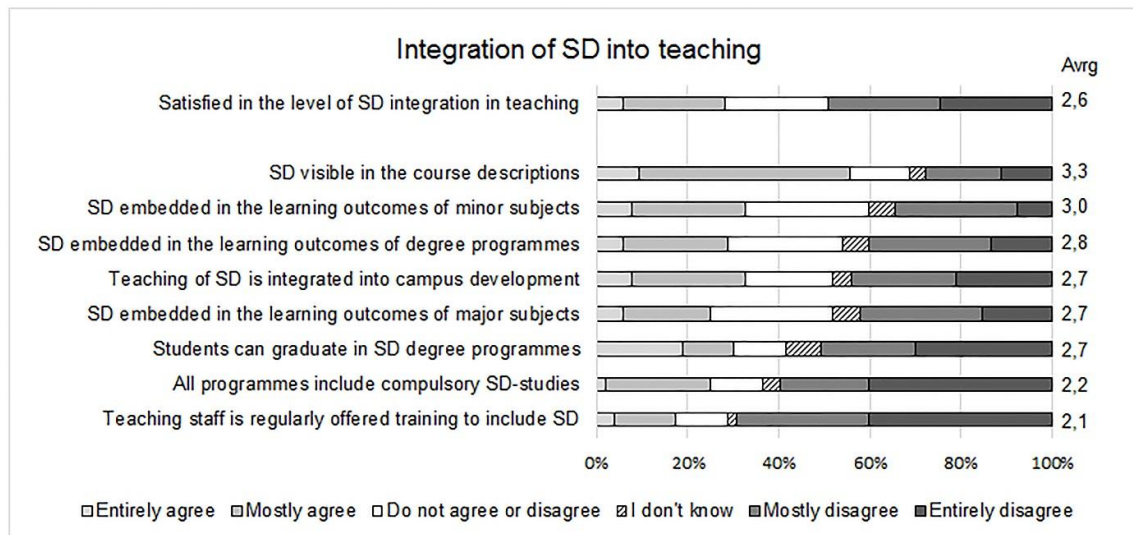 Integration of SD into teaching
Avrg
Satisfied in the level of SD integration in teaching 2,6
SD visible in the course descriptions 3,3
SD embedded in the learning outcomes of minor subjects 3,0
SD embedded in the learning outcomes of degree programmes 2,8
Teaching of SD is integrated into campus development 2,7
SD embedded in the learning outcomes of major subjects 2,7
Students can graduate in SD degree programmes 2,7
All programmes include compulsory SD-studies 2,2
Teaching staff is regularly offered training to include SD 2,1
0% 20% 40% 60% 80% 100%
Entirely agree Mostly agree Do not agree or disagree I don't know Mostly disagree Entirely disagree